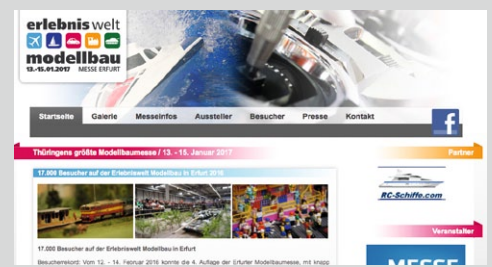 erlebniswelt
modellbau
13.-15.01.2017 MESSE ERFURT
Startseite Galerie Messeinfos Aussteller Besucher Presse Kontakt
f
Thüringens größte Modellbaumesse / 13. - 15. Januar 2017
Partner
17.000 Besucher auf der Erlebniswelt Modellbau in Erfurt 2016
RC-Schiffe.com
Veranstalter
17.000 Besucher auf der Erlebniswelt Modellbau in Erfurt
Besucherrekord: Vom 12. - 14. Februar 2016 konnte die 4. Auflage der Erfurter Modellbaumesse, mit knapp
MESSE